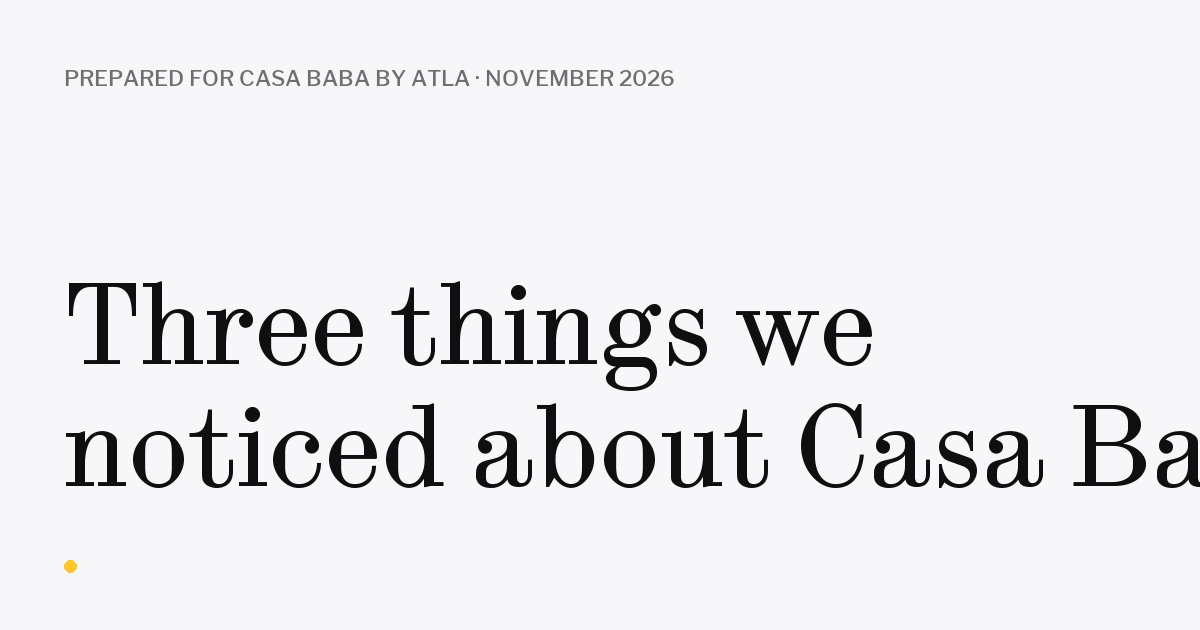 PREPARED FOR CASA BABA BY ATLA · NOVEMBER 2026
Three things we
noticed about Casa Ba